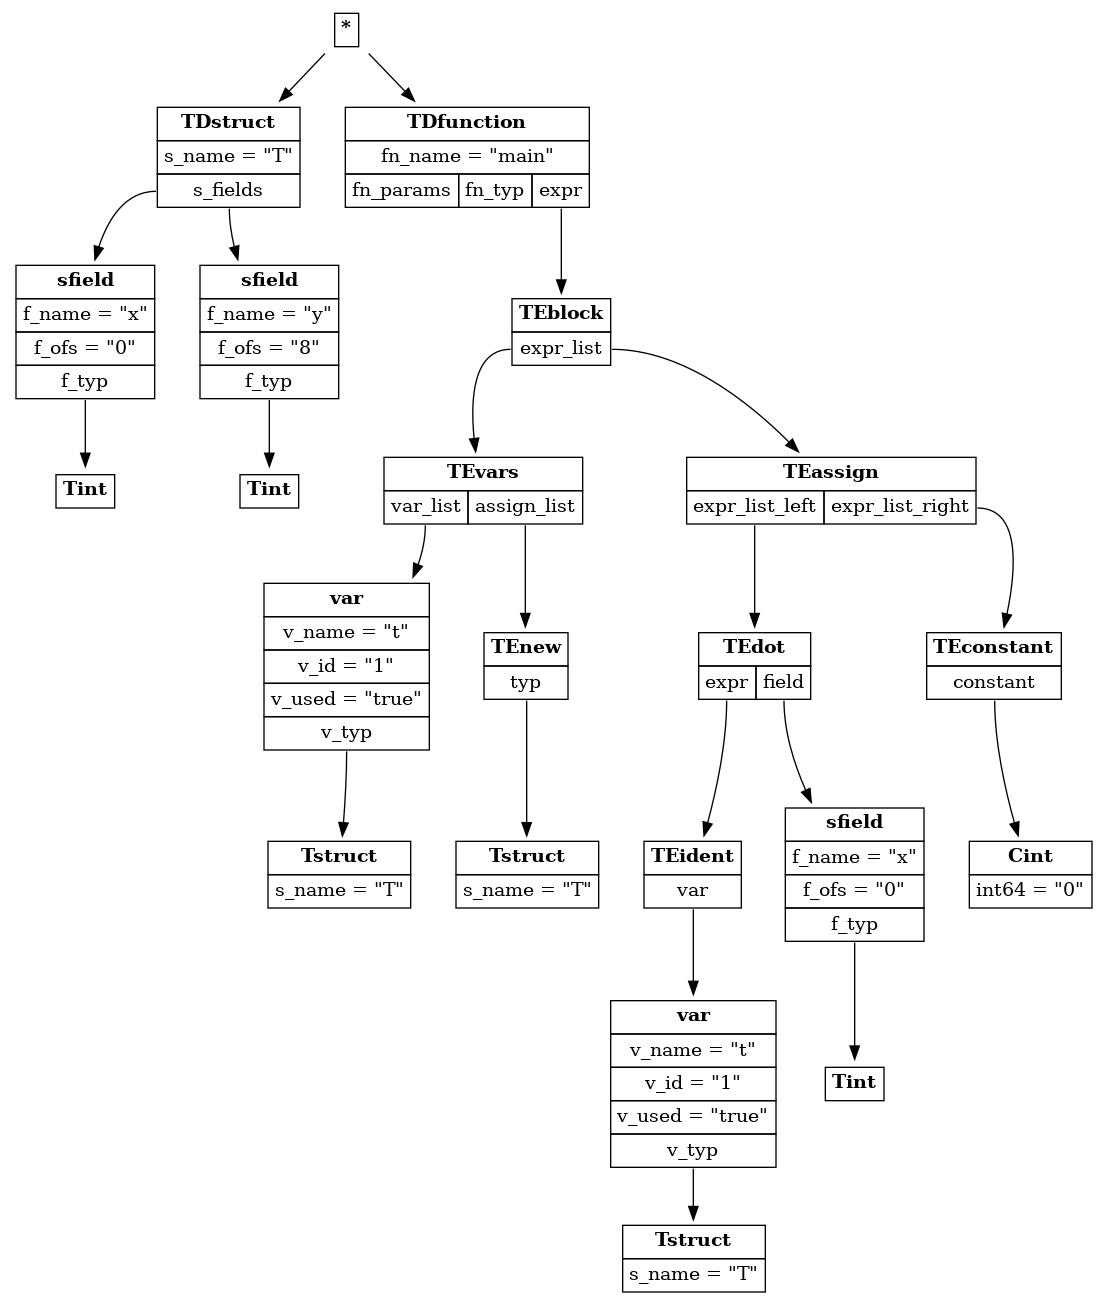 *
TDstruct
s_name = "T"
s_fields
TDfunction
fn_name = "main"
fn_params fn_typ expr
sfield
f_name = "x"
f_ofs = "0"
f_typ
sfield
f_name = "y"
f_ofs = "8"
f_typ
TEblock
expr_list
Tint
Tint
TEvars
var_list assign_list
TEassign
expr_list_left expr_list_right
var
v_name = "t"
v_id = "1"
v_used = "true"
v_typ
TEnew
typ
TEdot
expr field
TEconstant
constant
Tstruct
s_name = "T"
Tstruct
s_name = "T"
TEident
var
sfield
f_name = "x"
f_ofs = "0"
f_typ
Cint
int64 = "0"
var
v_name = "t"
v_id = "1"
v_used = "true"
v_typ
Tint
Tstruct
s_name = "T"